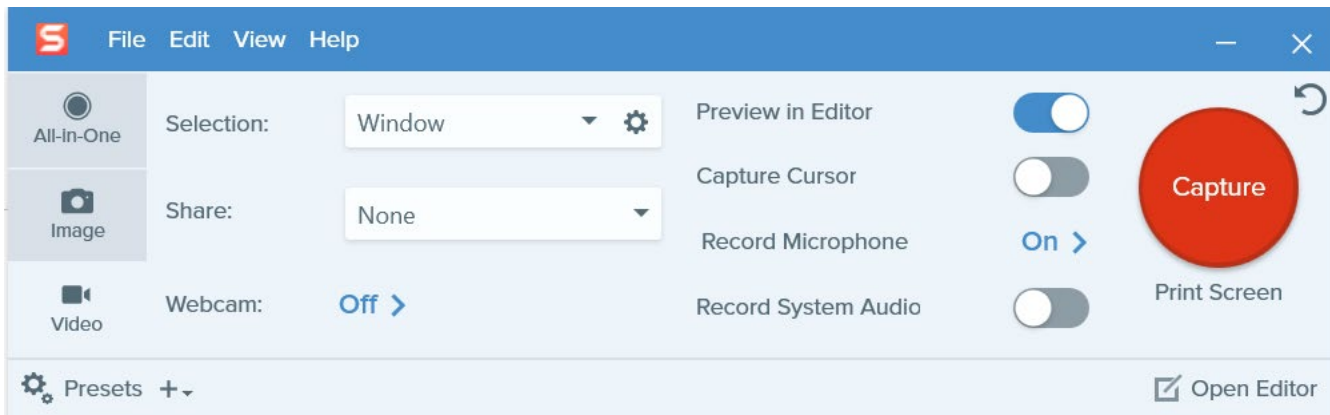 S File Edit View Help
All-in-One
Image
Video
Selection: Window
Share: None
Webcam: Off
Preview in Editor
Capture Cursor
Record Microphone On
Record System Audio
Capture
Print Screen
Presets +
Open Editor